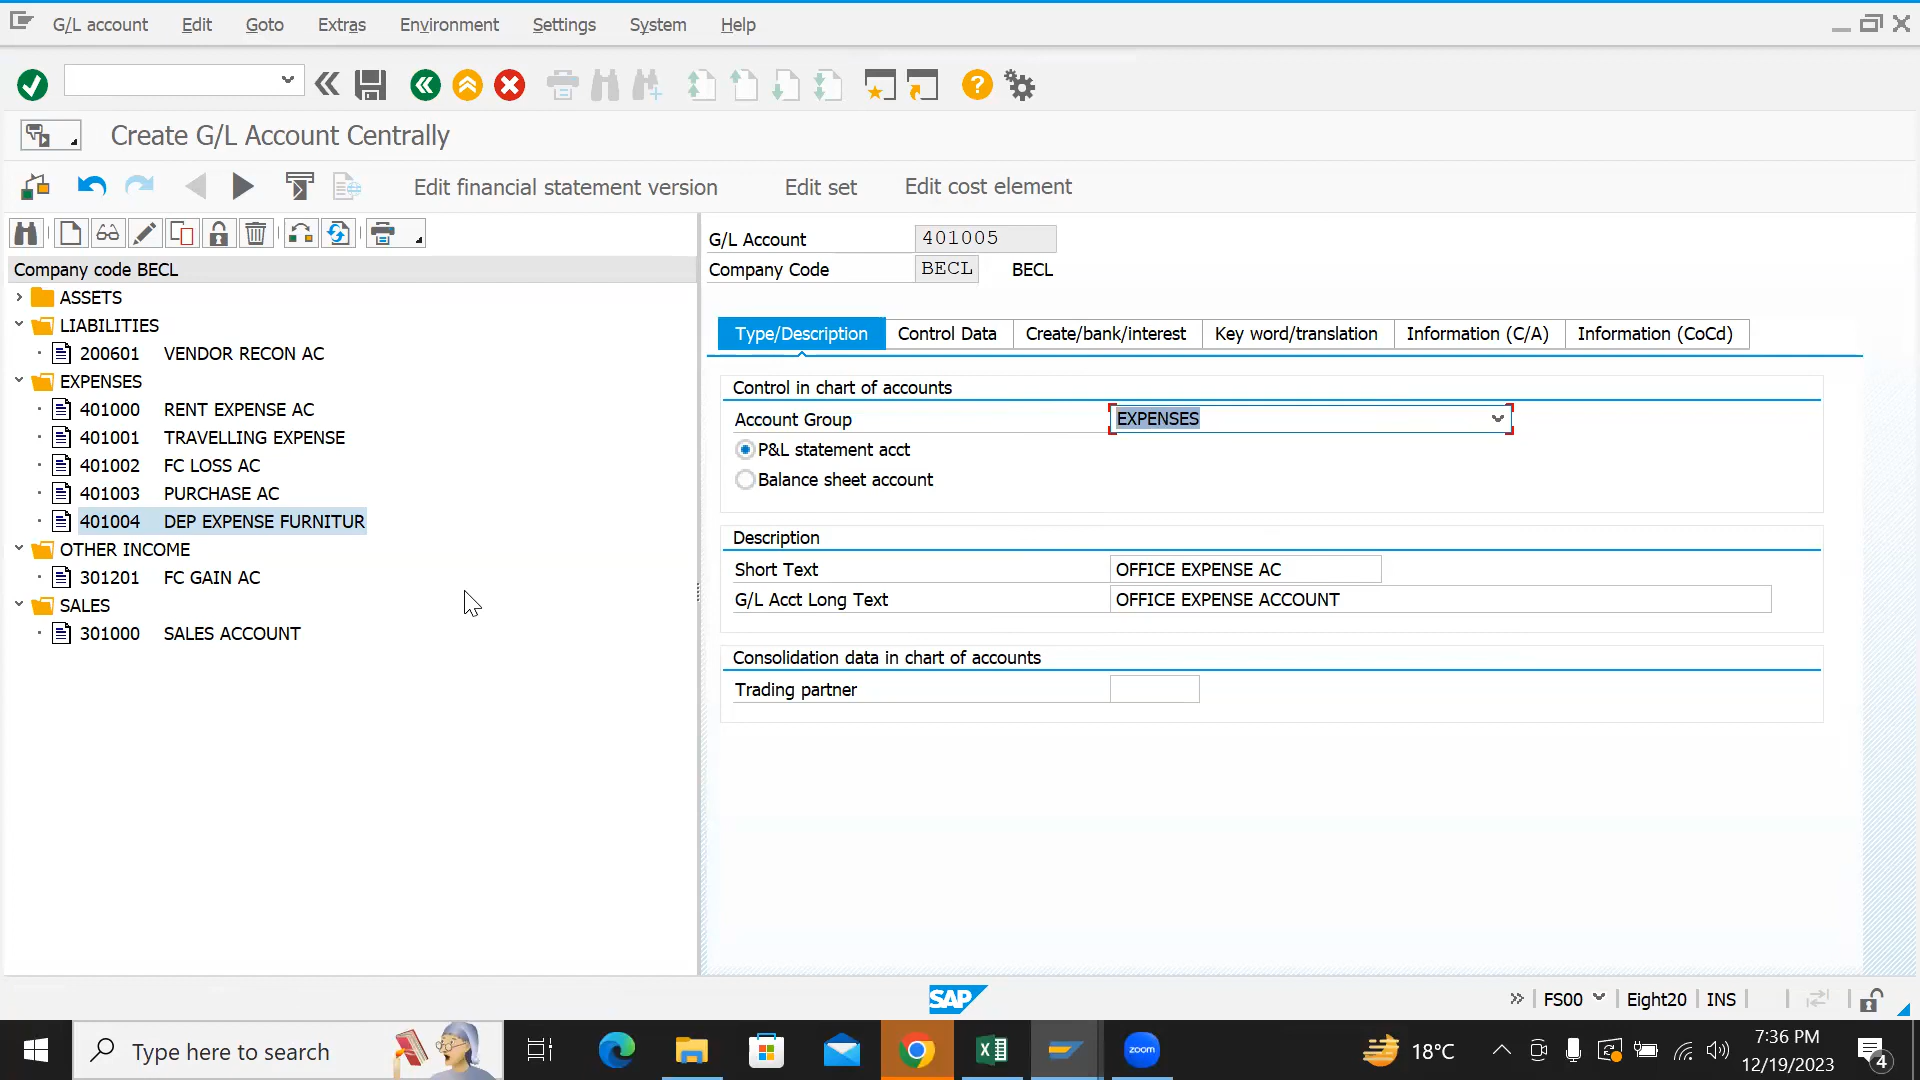 G/L account Edit Goto Extras Environment Settings System Help
Create G/L Account Centrally
Edit financial statement version Edit set Edit cost element
Company code BECL
ASSETS
LIABILITIES
200601 VENDOR RECON AC
EXPENSES
401000 RENT EXPENSE AC
401001 TRAVELLING EXPENSE
401002 FC LOSS AC
401003 PURCHASE AC
401004 DEP EXPENSE FURNITUR
OTHER INCOME
301201 FC GAIN AC
SALES
301000 SALES ACCOUNT
G/L Account 401005
Company Code BECL BECL
Type/Description Control Data Create/bank/interest Key word/translation Information (C/A) Information (CoCd)
Control in chart of accounts
Account Group EXPENSES
P&L statement acct
Balance sheet account
Description
Short Text OFFICE EXPENSE AC
G/L Acct Long Text OFFICE EXPENSE ACCOUNT
Consolidation data in chart of accounts
Trading partner
SAP FS00 Eight20 INS
Type here to search zoom 18°C 7:36 PM
12/19/2023 4